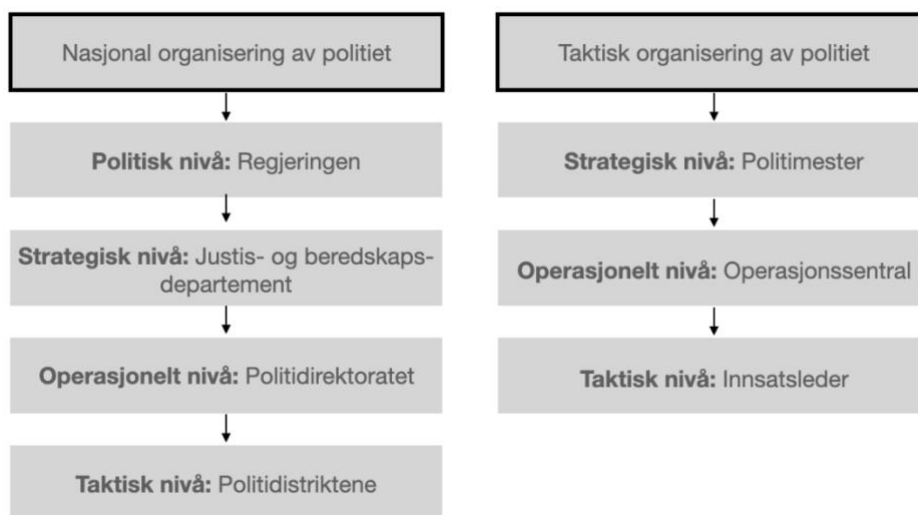 Nasjonal organisering av politiet
Politisk nivå: Regjeringen
Strategisk nivå: Justis- og beredskaps-
departement
Operasjonelt nivå: Politidirektoratet
Taktisk nivå: Politidistriktene
Taktisk organisering av politiet
Strategisk nivå: Politimester
Operasjonelt nivå: Operasjonssentral
Taktisk nivå: Innsatsleder